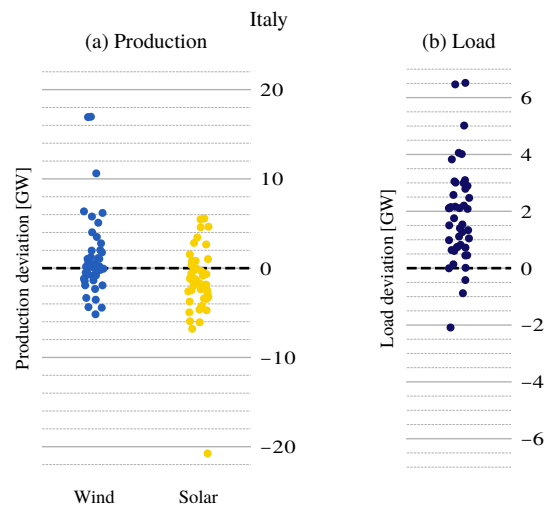 Italy
(a) Production
(b) Load
Production deviation [GW]
20
10
0
−10
−20
Wind
Solar
Load deviation [GW]
6
4
2
0
−2
−4
−6